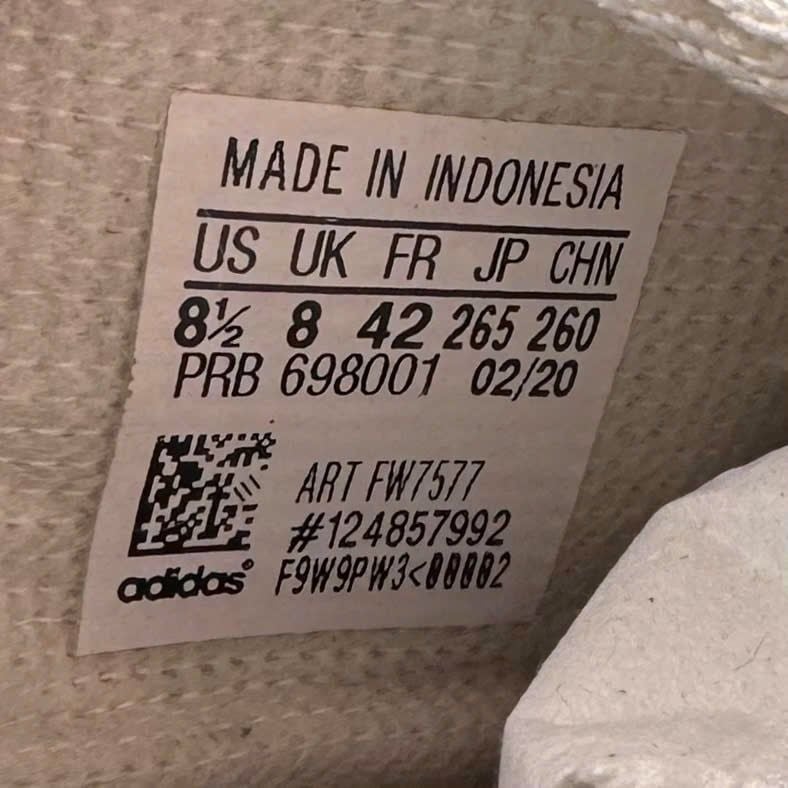 MADE IN INDONESIA
US UK FR JP CHN
8½ 8 42 265 260
PRB 698001 02/20
ART FW7577
#124857992
adidas® F9W9PW3<00002